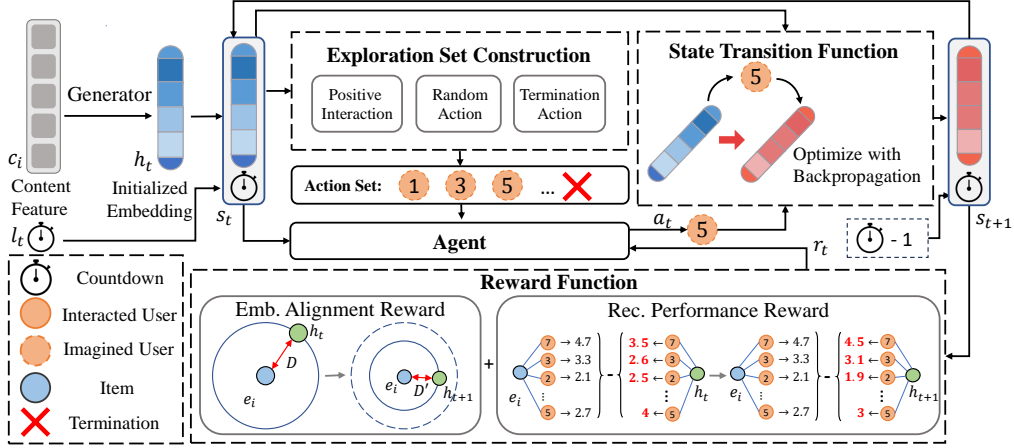 Generator
c_i
h_t
Content
Feature
Initialized
Embedding
l_t
s_t
Exploration Set Construction
Positive
Interaction
Random
Action
Termination
Action
Action Set:
1
3
5
...
Agent
a_t
5
State Transition Function
5
Optimize with
Backpropagation
s_{t+1}
- 1
r_t
Countdown
Interacted User
Imagined User
Item
Termination
Reward Function
Emb. Alignment Reward
h_t
D
e_i
e_i
D'
h_{t+1}
+
Rec. Performance Reward
7 → 4.7
3 → 3.3
2 → 2.1
⋮
5 → 2.7
e_i
-
3.5 ← 7
2.6 ← 3
2.5 ← 2
⋮
4 ← 5
h_t
7 → 4.7
3 → 3.3
2 → 2.1
⋮
5 → 2.7
e_i
-
4.5 ← 7
3.1 ← 3
1.9 ← 2
⋮
3 ← 5
h_{t+1}